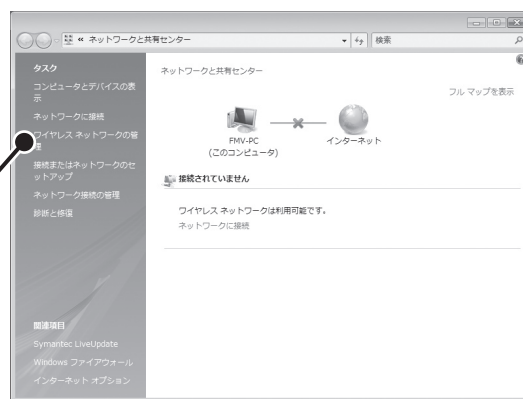 « ネットワークと共有センター
検索
タスク
コンピュータとデバイスの表
示
ネットワークに接続
ワイヤレス ネットワークの管
接続またはネットワークのセ
ットアップ
ネットワーク接続の管理
診断と修復
関連項目
Symantec LiveUpdate
Windows ファイアウォール
インターネット オプション
ネットワークと共有センター
フル マップを表示
FMV-PC
(このコンピュータ)
インターネット
接続されていません
ワイヤレス ネットワークは利用可能です。
ネットワークに接続